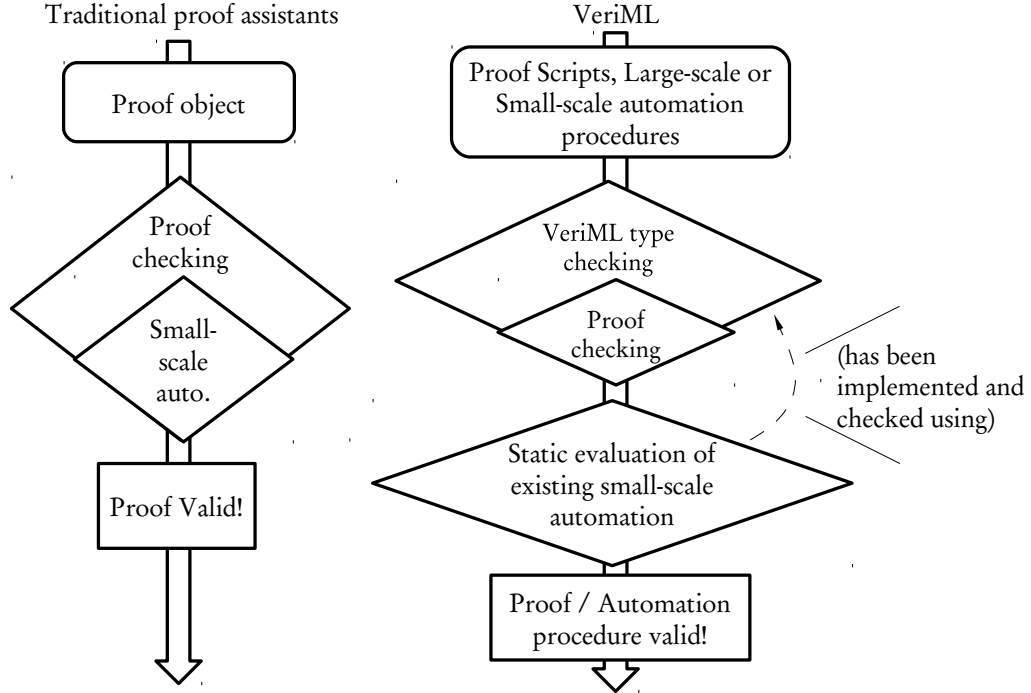 Traditional proof assistants
Proof object
Proof
checking
Small-
scale
auto.
Proof Valid!
VeriML
Proof Scripts, Large-scale or
Small-scale automation
procedures
VeriML type
checking
Proof
checking
(has been
implemented and
checked using)
Static evaluation of
existing small-scale
automation
Proof / Automation
procedure valid!